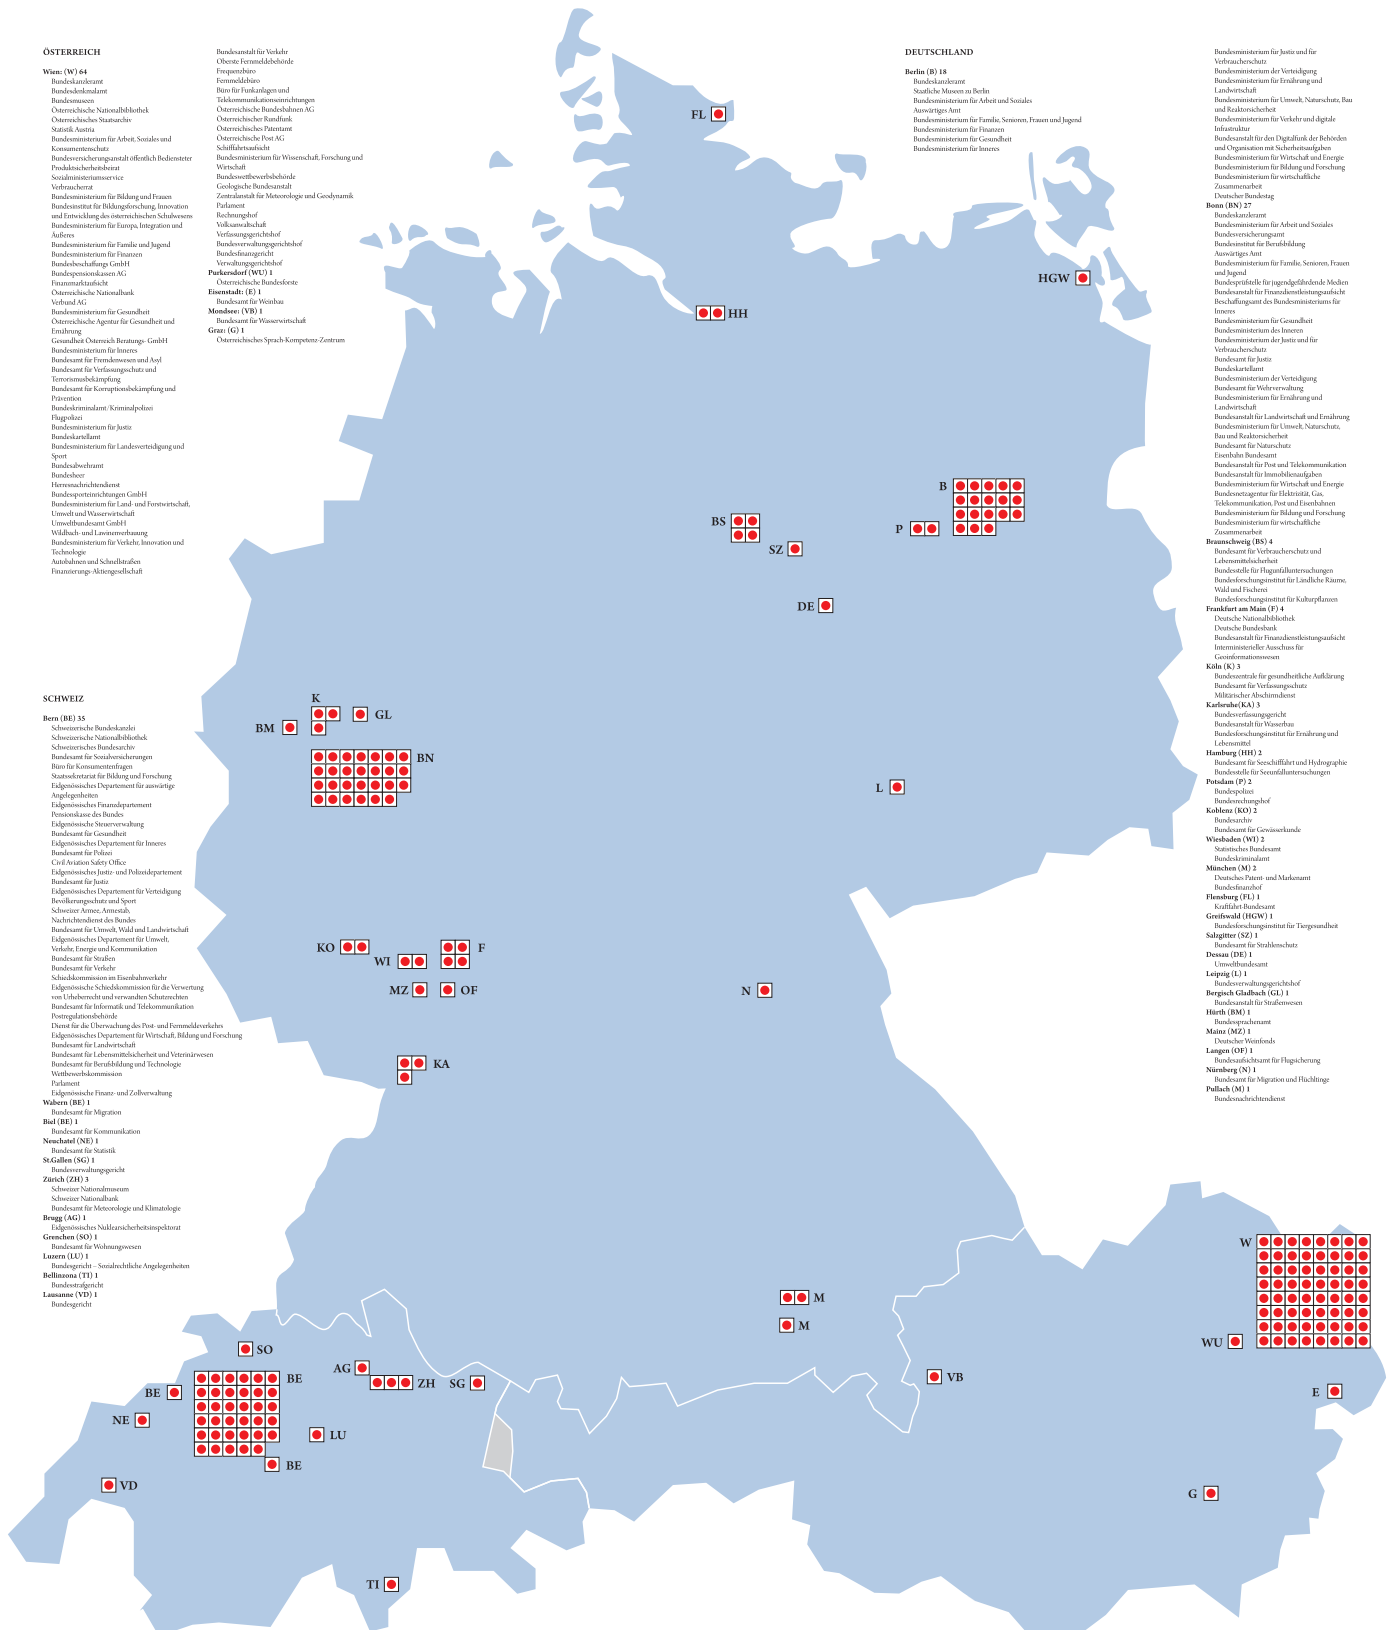 ÖSTERREICH
Wien: (W) 64
Bundeskanzleramt
Bundesdenkmalamt
Bundesmuseen
Österreichische Nationalbibliothek
Österreichisches Staatsarchiv
Statistik Austria
Bundesministerium für Arbeit, Soziales und
Konsumentenschutz
Bundesversicherungsanstalt öffentlich Bediensteter
Produktsicherheitsbeirat
Sozialministeriumsservice
Verbraucherrat
Bundesministerium für Bildung und Frauen
Bundesinstitut für Bildungsforschung, Innovation
und Entwicklung des österreichischen Schulwesens
Bundesministerium für Europa, Integration und
Äußeres
Bundesministerium für Familie und Jugend
Bundesministerium für Finanzen
Bundesbeschaffungs GmbH
Bundespensionskassen AG
Finanzmarktaufsicht
Österreichische Nationalbank
Verbund AG
Bundesministerium für Gesundheit
Österreichische Agentur für Gesundheit und
Ernährung
Gesundheit Österreich Beratungs- GmbH
Bundesministerium für Inneres
Bundesamt für Fremdenwesen und Asyl
Bundesamt für Verfassungsschutz und
Terrorismusbekämpfung
Bundesamt für Korruptionsbekämpfung und
Prävention
Bundeskriminalamt/Kriminalpolizei
Flugpolizei
Bundesministerium für Justiz
Bundeskartellamt
Bundesministerium für Landesverteidigung und
Sport
Bundesabwehramt
Bundesheer
Herresnachrichtendienst
Bundessporteinrichtungen GmbH
Bundesministerium für Land- und Forstwirtschaft,
Umwelt und Wasserwirtschaft
Umweltbundesamt GmbH
Wildbach- und Lawinenverbauung
Bundesministerium für Verkehr, Innovation und
Technologie
Autobahnen und Schnellstraßen
Finanzierungs-Aktiengesellschaft
Bundesanstalt für Verkehr
Oberste Fernmeldebehörde
Frequenzbüro
Fernmeldebüro
Büro für Funkanlagen und
Telekommunikationseinrichtungen
Österreichische Bundesbahnen AG
Österreichischer Rundfunk
Österreichisches Patentamt
Österreichische Post AG
Schifffahrtsaufsicht
Bundesministerium für Wissenschaft, Forschung und
Wirtschaft
Bundeswettbewerbsbehörde
Geologische Bundesanstalt
Zentralanstalt für Meteorologie und Geodynamik
Parlament
Rechnungshof
Volksanwaltschaft
Verfassungsgerichtshof
Bundesverwaltungsgerichtshof
Bundesfinanzgericht
Verwaltungsgerichtshof
Purkersdorf (WU) 1
Österreichische Bundesforste
Eisenstadt: (E) 1
Bundesamt für Weinbau
Mondsee: (VB) 1
Bundesamt für Wasserwirtschaft
Graz: (G) 1
Österreichisches Sprach-Kompetenz-Zentrum
DEUTSCHLAND
Berlin (B) 18
Bundeskanzleramt
Staatliche Museen zu Berlin
Bundesministerium für Arbeit und Soziales
Auswärtiges Amt
Bundesministerium für Familie, Senioren, Frauen und Jugend
Bundesministerium für Finanzen
Bundesministerium für Gesundheit
Bundesministerium für Inneres
Bundesministerium für Justiz und für
Verbraucherschutz
Bundesministerium der Verteidigung
Bundesministerium für Ernährung und
Landwirtschaft
Bundesministerium für Umwelt, Naturschutz, Bau
und Reaktorsicherheit
Bundesministerium für Verkehr und digitale
Infrastruktur
Bundesanstalt für den Digitalfunk der Behörden
und Organisation mit Sicherheitsaufgaben
Bundesministerium für Wirtschaft und Energie
Bundesministerium für Bildung und Forschung
Bundesministerium für wirtschaftliche
Zusammenarbeit
Deutscher Bundestag
Bonn (BN) 27
Bundeskanzleramt
Bundesministerium für Arbeit und Soziales
Bundesversicherungsamt
Bundesinstitut für Berufsbildung
Auswärtiges Amt
Bundesministerium für Familie, Senioren, Frauen
und Jugend
Bundesprüfstelle für jugendgefährdende Medien
Bundesanstalt für Finanzdienstleistungsaufsicht
Beschaffungsamt des Bundesministeriums für
Inneres
Bundesministerium für Gesundheit
Bundesministerium des Inneren
Bundesministerium der Justiz und für
Verbraucherschutz
Bundesamt für Justiz
Bundeskartellamt
Bundesministerium der Verteidigung
Bundesamt für Wehrverwaltung
Bundesministerium für Ernährung und
Landwirtschaft
Bundesanstalt für Landwirtschaft und Ernährung
Bundesministerium für Umwelt, Naturschutz,
Bau und Reaktorsicherheit
Bundesamt für Naturschutz
Eisenbahn Bundesamt
Bundesanstalt für Post und Telekommunikation
Bundesanstalt für Immobilienaufgaben
Bundesministerium für Wirtschaft und Energie
Bundesnetzagentur für Elektrizität, Gas,
Telekommunikation, Post und Eisenbahnen
Bundesministerium für Bildung und Forschung
Bundesministerium für wirtschaftliche
Zusammenarbeit
Braunschweig (BS) 4
Bundesamt für Verbraucherschutz und
Lebensmittelsicherheit
Bundesstelle für Flugunfalluntersuchungen
Bundesforschungsinstitut für Ländliche Räume,
Wald und Fischerei
Bundesforschungsinstitut für Kulturpflanzen
Frankfurt am Main (F) 4
Deutsche Nationalbibliothek
Deutsche Bundesbank
Bundesanstalt für Finanzdienstleistungsaufsicht
Interministerieller Ausschuss für
Geoinformationswesen
Köln (K) 3
Bundeszentrale für gesundheitliche Aufklärung
Bundesamt für Verfassungsschutz
Militärischer Abschirmdienst
Karlsruhe(KA) 3
Bundesverfassungsgericht
Bundesanstalt für Wasserbau
Bundesforschungsinstitut für Ernährung und
Lebensmittel
Hamburg (HH) 2
Bundesamt für Seeschifffahrt und Hydrographie
Bundesstelle für Seeunfalluntersuchungen
Potsdam (P) 2
Bundespolizei
Bundesrechungshof
Koblenz (KO) 2
Bundesarchiv
Bundesamt für Gewässerkunde
Wiesbaden (WI) 2
Statistisches Bundesamt
Bundeskriminalamt
München (M) 2
Deutsches Patent- und Markenamt
Bundesfinanzhof
Flensburg (FL) 1
Kraftfahrt-Bundesamt
Greifswald (HGW) 1
Bundesforschungsinstitut für Tiergesundheit
Salzgitter (SZ) 1
Bundesamt für Strahlenschutz
Dessau (DE) 1
Umweltbundesamt
Leipzig (L) 1
Bundesverwaltungsgerichtshof
Bergisch Gladbach (GL) 1
Bundesanstalt für Straßenwesen
Hürth (BM) 1
Bundessprachenamt
Mainz (MZ) 1
Deutscher Weinfonds
Langen (OF) 1
Bundesaufsichtsamt für Flugsicherung
Nürnberg (N) 1
Bundesamt für Migration und Flüchtlinge
Pullach (M) 1
Bundesnachrichtendienst
SCHWEIZ
Bern (BE) 35
Schweizerische Bundeskanzlei
Schweizerische Nationalbibliothek
Schweizerisches Bundesarchiv
Bundesamt für Sozialversicherungen
Büro für Konsumentenfragen
Staatssekretariat für Bildung und Forschung
Eidgenössisches Departement für auswärtige
Angelegenheiten
Eidgenössisches Finanzdepartement
Pensionskasse des Bundes
Eidgenössische Steuerverwaltung
Bundesamt für Gesundheit
Eidgenössisches Departement für Inneres
Bundesamt für Polizei
Civil Aviation Safety Office
Eidgenössisches Justiz- und Polizeidepartement
Bundesamt für Justiz
Eidgenössisches Departement für Verteidigung
Bevölkerungsschutz und Sport
Schweizer Armee, Armestab,
Nachrichtendienst des Bundes
Bundesamt für Umwelt, Wald und Landwirtschaft
Eidgenössisches Departement für Umwelt,
Verkehr, Energie und Kommunikation
Bundesamt für Straßen
Bundesamt für Verkehr
Schiedskommission im Eisenbahnverkehr
Eidgenössische Schiedskommission für die Verwertung
von Urheberrecht und verwandten Schutzrechten
Bundesamt für Informatik und Telekommunikation
Postregulationsbehörde
Dienst für die Überwachung des Post- und Fernmeldeverkehrs
Eidgenössisches Departement für Wirtschaft, Bildung und Forschung
Bundesamt für Landwirtschaft
Bundesamt für Lebensmittelsicherheit und Veterinärwesen
Bundesamt für Berufsbildung und Technologie
Wettbewerbskommission
Parlament
Eidgenössische Finanz- und Zollverwaltung
Wabern (BE) 1
Bundesamt für Migration
Biel (BE) 1
Bundesamt für Kommunikation
Neuchatel (NE) 1
Bundesamt für Statistik
St.Gallen (SG) 1
Bundesverwaltungsgericht
Zürich (ZH) 3
Schweizer Nationalmuseum
Schweizer Nationalbank
Bundesamt für Meteorologie und Klimatologie
Brugg (AG) 1
Eidgenössisches Nuklearsicherheitsinspektorat
Grenchen (SO) 1
Bundesamt für Wohnungswesen
Luzern (LU) 1
Bundesgericht – Sozialrechtliche Angelegenheiten
Bellinzona (TI) 1
Bundesstrafgericht
Lausanne (VD) 1
Bundesgericht
FL
HGW
HH
B
BS
P
SZ
DE
K
GL
BM
BN
L
KO
F
WI
MZ
OF
N
KA
W
M
M
WU
SO
AG
BE
ZH
SG
VB
BE
E
NE
LU
BE
VD
G
TI